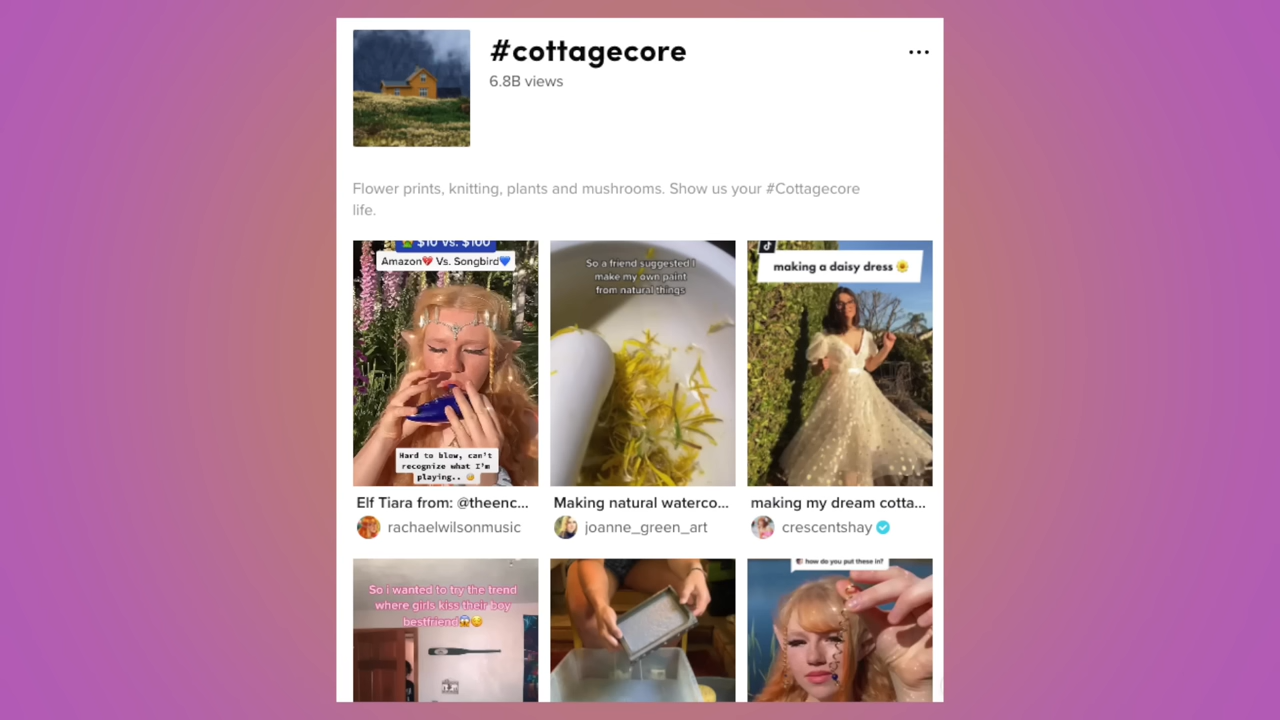 #cottagecore
6.8B views
Flower prints, knitting, plants and mushrooms. Show us your #Cottagecore
life.
$10 vs. $100
Amazon💔 Vs. Songbird💙
Hard to blow, can't
recognize what I'm
playing..
So a friend suggested I
make my own paint
from natural things
making a daisy dress 🌼
Elf Tiara from: @theenc...
rachaelwilsonmusic
Making natural waterco...
joanne_green_art
making my dream cotta...
crescentshay
So i wanted to try the trend
where girls kiss their boy
bestfriend😱😏
how do you put these in?